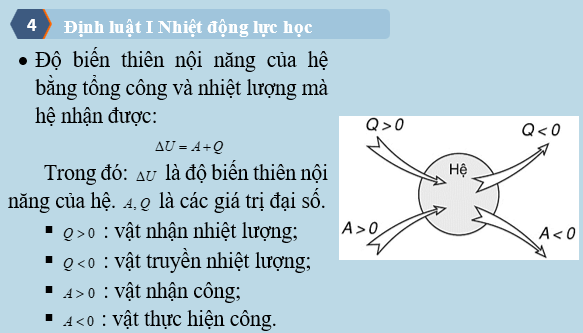 4 Định luật I Nhiệt động lực học
• Độ biến thiên nội năng của hệ
bằng tổng công và nhiệt lượng mà
hệ nhận được:
ΔU = A+Q
Trong đó: ΔU là độ biến thiên nội
năng của hệ. A, Q là các giá trị đại số.
▪ Q > 0 : vật nhận nhiệt lượng;
▪ Q < 0 : vật truyền nhiệt lượng;
▪ A > 0 : vật nhận công;
▪ A < 0 : vật thực hiện công.
Q>0
Q<0
Hệ
A>0
A<0